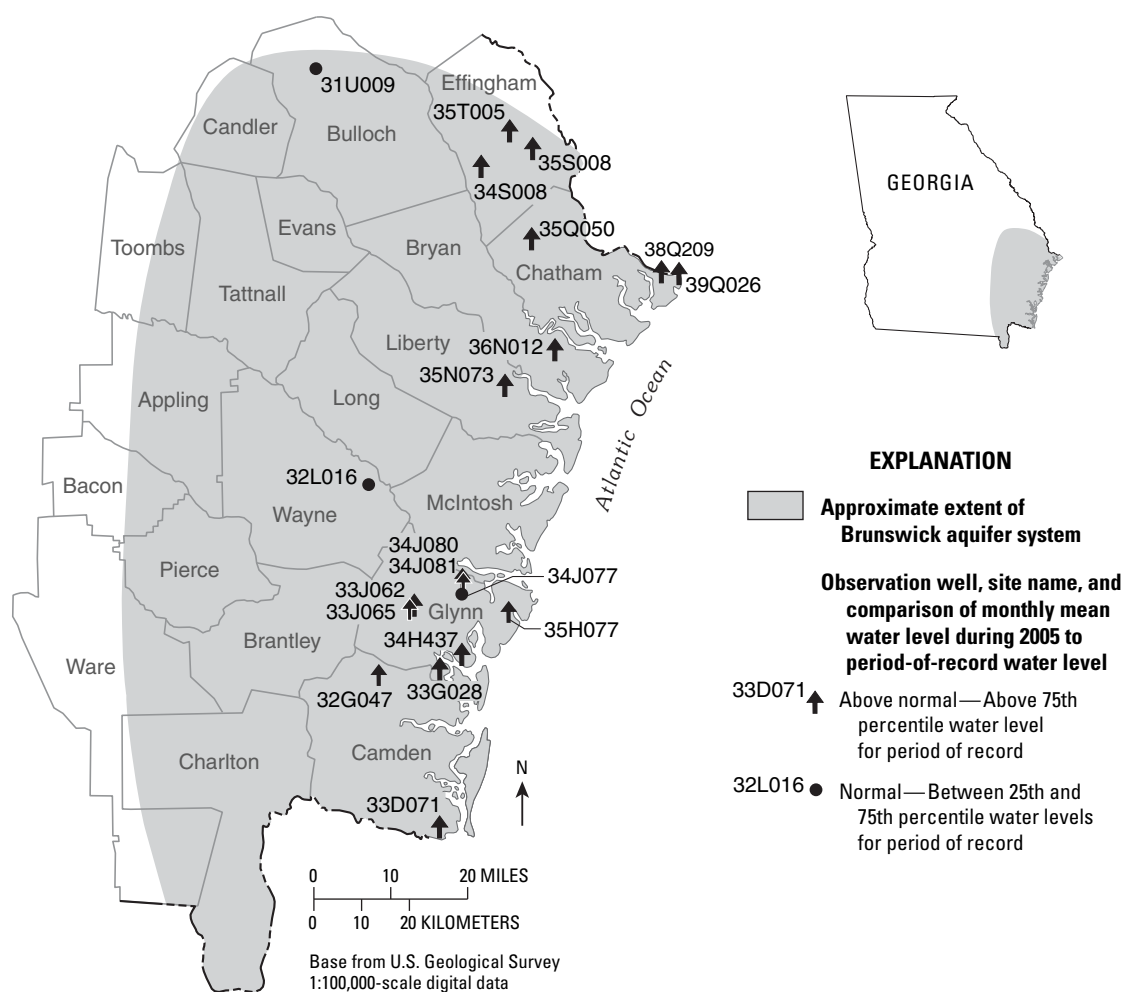 Effingham
31U009
35T005
Candler
Bulloch
35S008
34S008
GEORGIA
Evans
35Q050
Toombs
Bryan
38Q209
Chatham
39Q026
Tattnall
Liberty
36N012
35N073
Appling
Long
Atlantic Ocean
32L016
Bacon
McIntosh
Wayne
34J080
34J081
Pierce
34J077
33J062
33J065
Glynn
35H077
Brantley
34H437
Ware
32G047
33G028
Camden
Charlton
N
33D071
0 10 20 MILES
0 10 20 KILOMETERS
Base from U.S. Geological Survey
1:100,000-scale digital data
EXPLANATION
Approximate extent of
Brunswick aquifer system
Observation well, site name, and
comparison of monthly mean
water level during 2005 to
period-of-record water level
33D071 Above normal—Above 75th
percentile water level
for period of record
32L016 Normal—Between 25th and
75th percentile water levels
for period of record